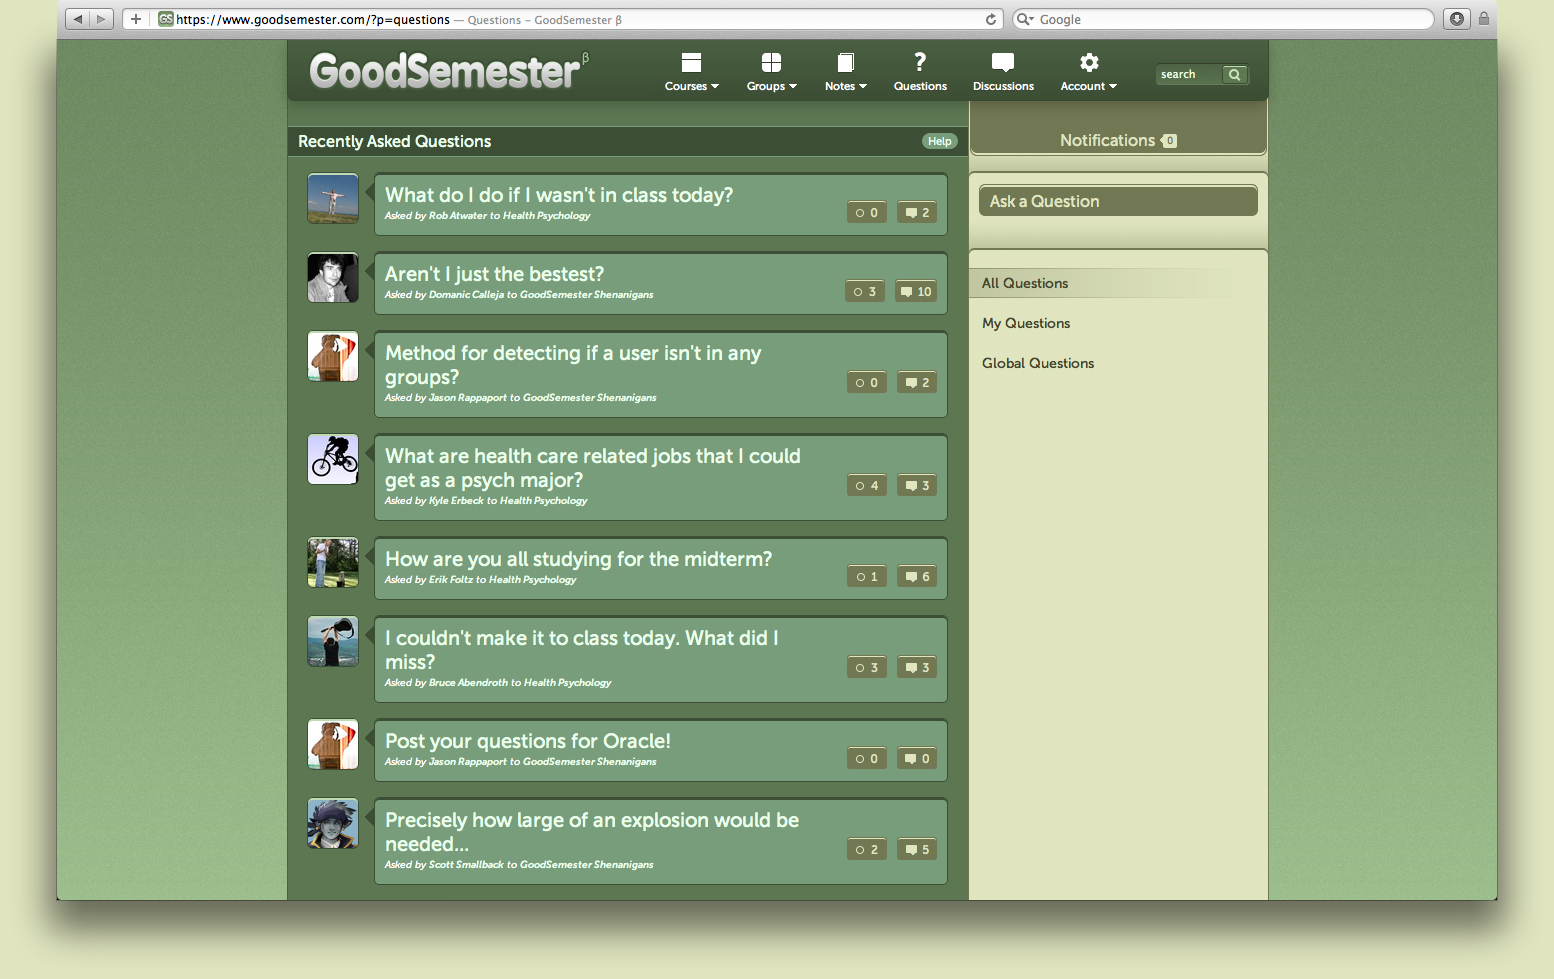 https://www.goodsemester.com/?p=questions — Questions – GoodSemester β
Google
GoodSemester β
Courses
Groups
Notes
Questions
Discussions
Account
search
Recently Asked Questions
Help
Notifications 0
Ask a Question
All Questions
My Questions
Global Questions
What do I do if I wasn't in class today?
Asked by Rob Atwater to Health Psychology
0 2
Aren't I just the bestest?
Asked by Domanic Calleja to GoodSemester Shenanigans
3 10
Method for detecting if a user isn't in any
groups?
Asked by Jason Rappaport to GoodSemester Shenanigans
0 2
What are health care related jobs that I could
get as a psych major?
Asked by Kyle Erbeck to Health Psychology
4 3
How are you all studying for the midterm?
Asked by Erik Foltz to Health Psychology
1 6
I couldn't make it to class today. What did I
miss?
Asked by Bruce Abendroth to Health Psychology
3 3
Post your questions for Oracle!
Asked by Jason Rappaport to GoodSemester Shenanigans
0 0
Precisely how large of an explosion would be
needed...
Asked by Scott Smallback to GoodSemester Shenanigans
2 5